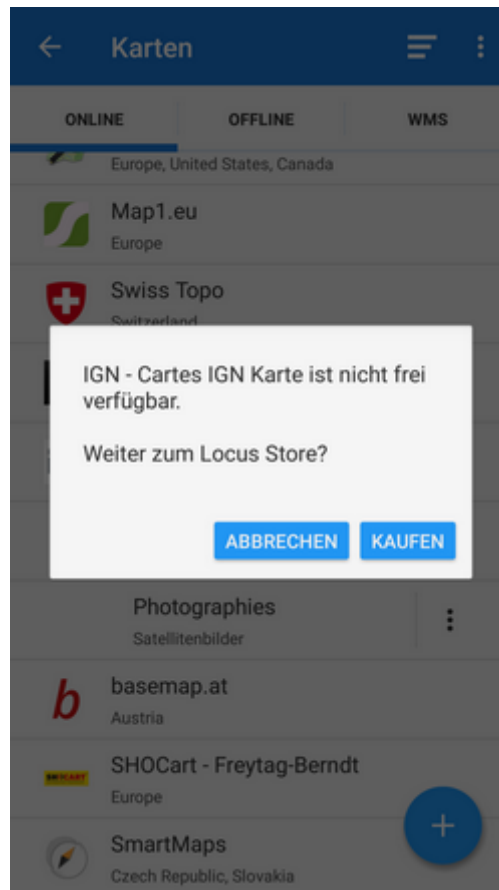 Karten
ONLINE
OFFLINE
WMS
Europe, United States, Canada
Map1.eu
Europe
Swiss Topo
Switzerland
IGN - Cartes IGN Karte ist nicht frei
verfügbar.
Weiter zum Locus Store?
ABBRECHEN
KAUFEN
Photographies
Satellitenbilder
b
basemap.at
Austria
SHOCART
SHOCart - Freytag-Berndt
Europe
SmartMaps
Czech Republic, Slovakia